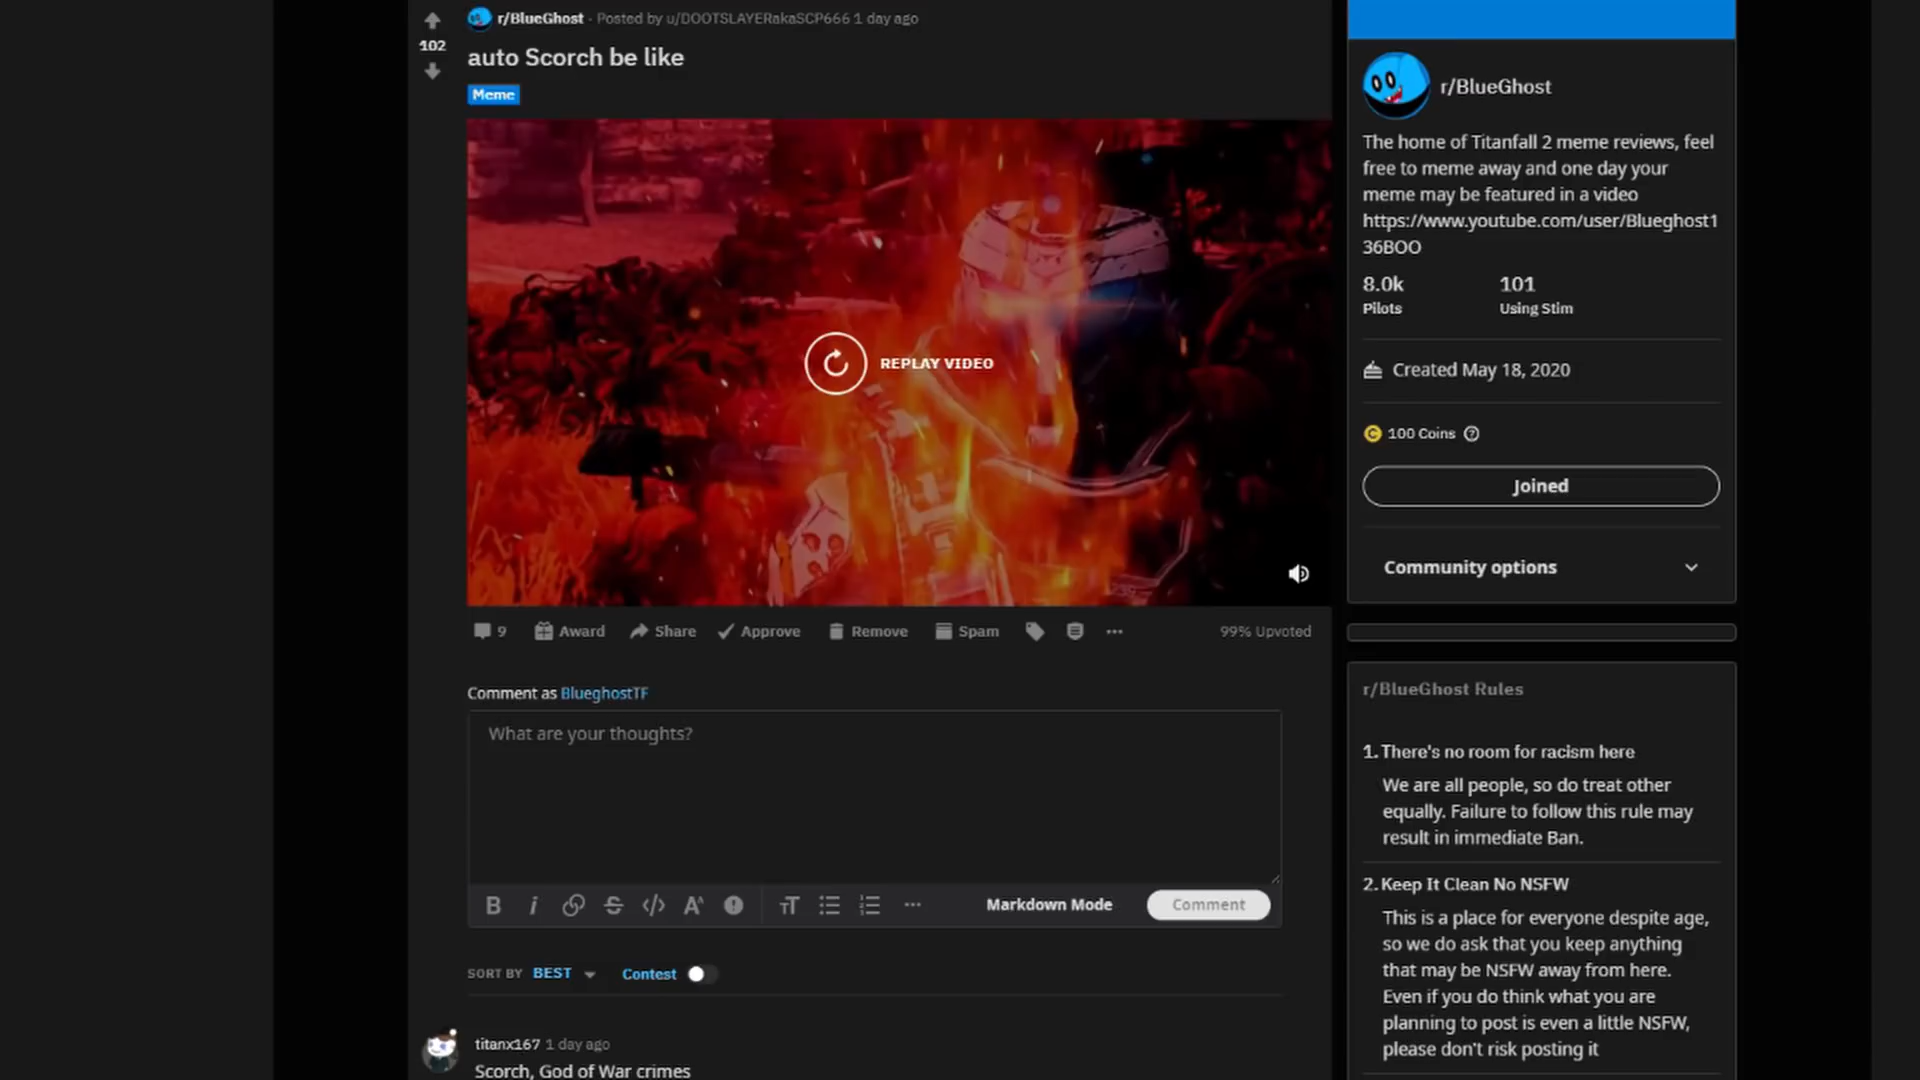 r/BlueGhost · Posted by u/DOOTSLAYERakaSCP666 1 day ago
102
auto Scorch be like
Meme
REPLAY VIDEO
9 Award Share Approve Remove Spam 99% Upvoted
Comment as BlueghostTF
What are your thoughts?
Markdown Mode Comment
SORT BY BEST Contest
titanx167 1 day ago
Scorch, God of War crimes
r/BlueGhost
The home of Titanfall 2 meme reviews, feel
free to meme away and one day your
meme may be featured in a video
https://www.youtube.com/user/Blueghost1
36BOO
8.0k 101
Pilots Using Stim
Created May 18, 2020
100 Coins
Joined
Community options
r/BlueGhost Rules
1. There's no room for racism here
We are all people, so do treat other
equally. Failure to follow this rule may
result in immediate Ban.
2. Keep It Clean No NSFW
This is a place for everyone despite age,
so we do ask that you keep anything
that may be NSFW away from here.
Even if you do think what you are
planning to post is even a little NSFW,
please don't risk posting it